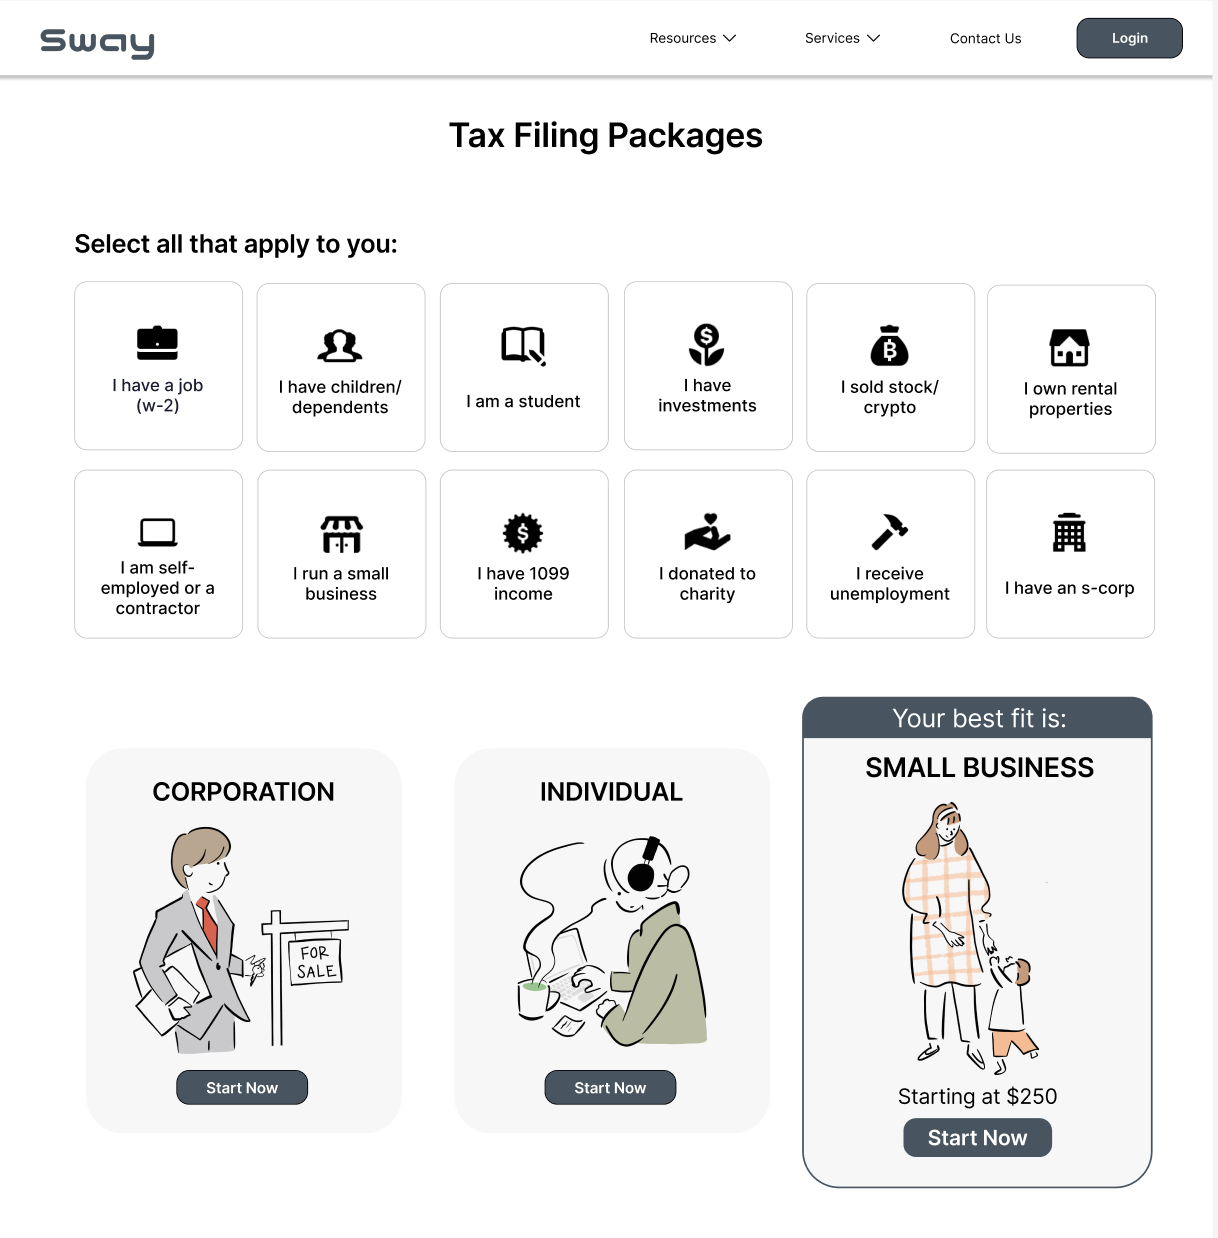 Sway
Resources
Services
Contact Us
Login
Tax Filing Packages
Select all that apply to you:
I have a job
(w-2)
I have children/
dependents
I am a student
I have
investments
I sold stock/
crypto
I own rental
properties
I am self-
employed or a
contractor
I run a small
business
I have 1099
income
I donated to
charity
I receive
unemployment
I have an s-corp
CORPORATION
FOR
SALE
Start Now
INDIVIDUAL
Start Now
Your best fit is:
SMALL BUSINESS
Starting at $250
Start Now